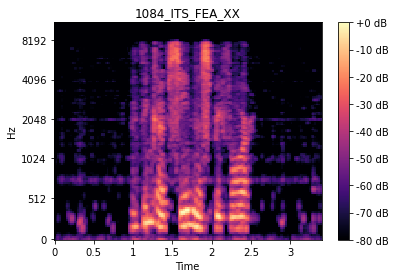 1084_ITS_FEA_XX
+0 dB
8192
-10 dB
4096
-20 dB
-30 dB
2048
Hz
-40 dB
1024
-50 dB
512
-60 dB
-70 dB
0
-80 dB
0 0.5 1 1.5 2 2.5 3
Time